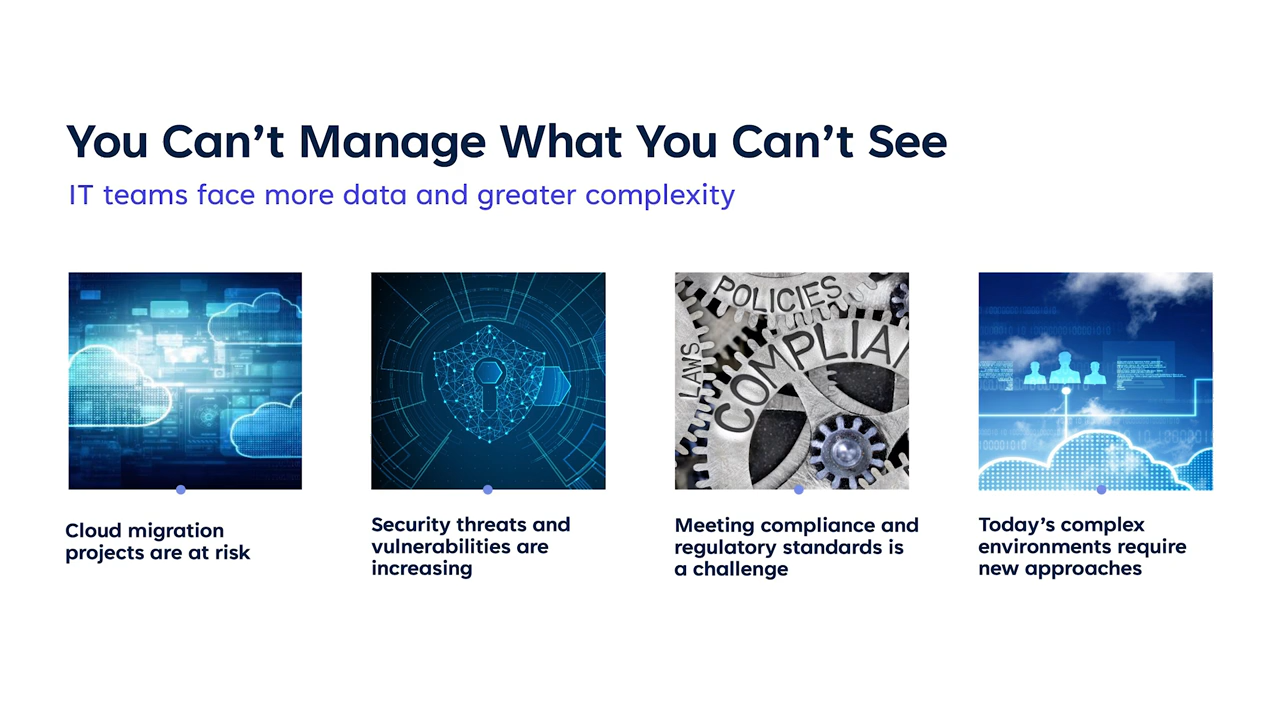 You Can’t Manage What You Can’t See
IT teams face more data and greater complexity
POLICIES
LAWS
Cloud migration
projects are at risk
Security threats and
vulnerabilities are
increasing
Meeting compliance and
regulatory standards is
a challenge
Today’s complex
environments require
new approaches